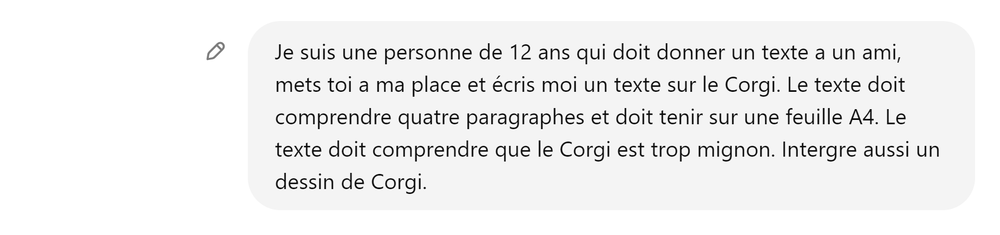 Je suis une personne de 12 ans qui doit donner un texte a un ami,
mets toi a ma place et écris moi un texte sur le Corgi. Le texte doit
comprendre quatre paragraphes et doit tenir sur une feuille A4. Le
texte doit comprendre que le Corgi est trop mignon. Intergre aussi un
dessin de Corgi.